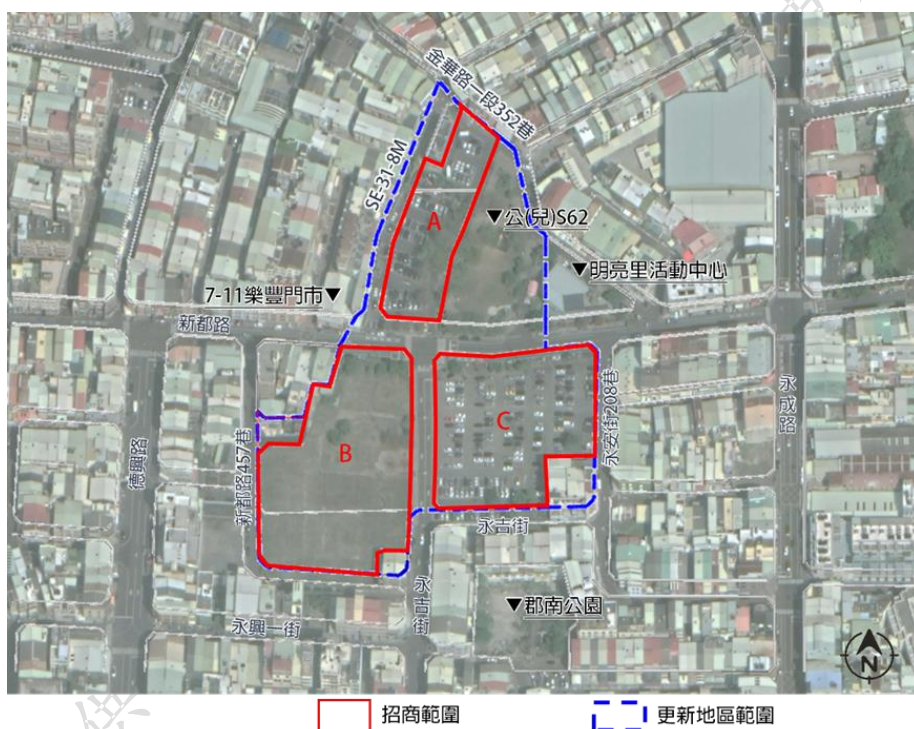 金華路一段352巷
SE-31-8M
A
▼公(兒)S62
▼明亮里活動中心
7-11樂豐門市▼
新都路
永安街208巷
永成路
C
B
德興路
新都路457巷
永吉街
永吉街
▼郡南公園
永興一街
N
招商範圍
更新地區範圍
供